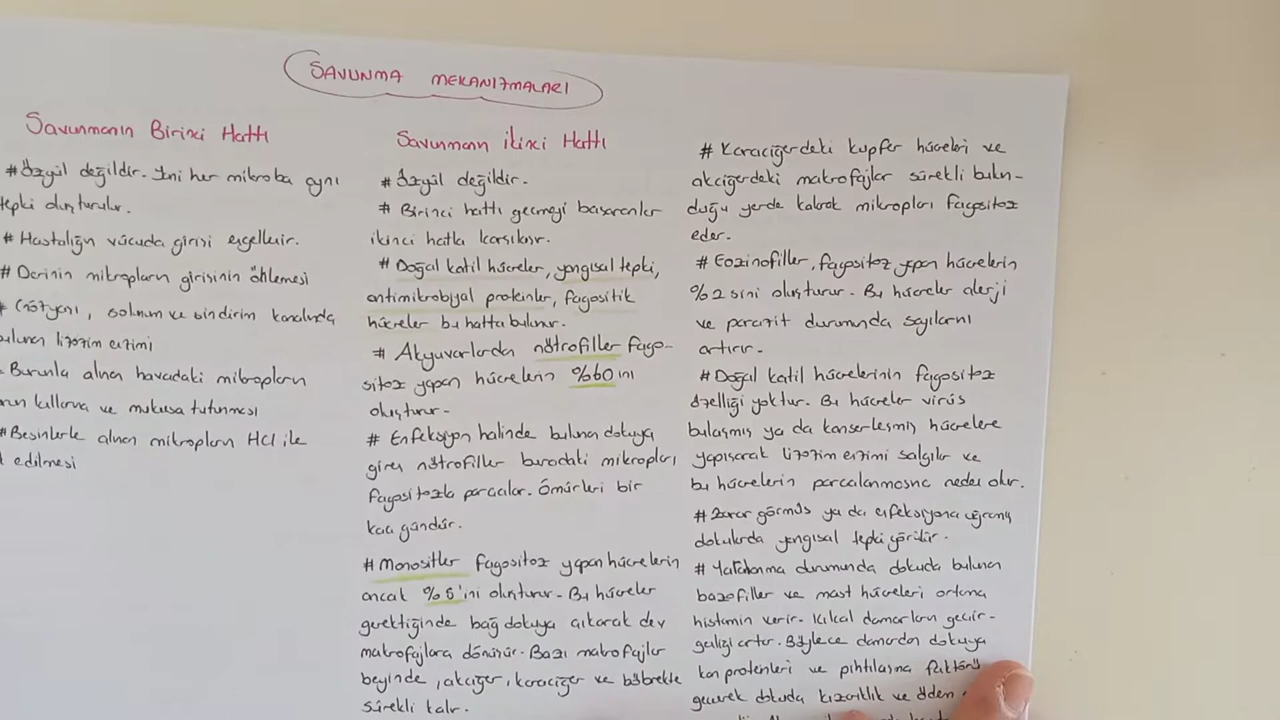 SAVUNMA MEKANIZMALARI
Savunmanın Birinci Hattı
#Özgül değildir. Yani her mikroba aynı
tepki oluşturulur.
#Hastalığın vücuda girişi engellenir.
#Derinin mikropların girişinin önlemesi
# Gözyaşı, solunum ve sindirim kanalında
bulunan lizozim enzimi
Burunla alınan havadaki mikropların
kıllarına ve mukusa tutunması
#Besinlerle alınan mikropların HCl ile
edilmesi
Savunmanın ikinci Hattı
#Özgül değildir.
# Birinci hattı geçmeyi başaranlar
ikinci hatla karşılaşır.
#Doğal katil hücreler, yangısal tepki,
antimikrobiyal proteinler, fagositik
hücreler bu hatta bulunur.
# Akyuvarlardan nötrofiller fago-
sitoz yapan hücrelerin %60 ını
oluşturur.
# Enfeksiyon halinde bulunan dokuya
giren nötrofiller buradaki mikropları
fagositozla parçalar. Ömürleri bir
kaç gündür.
#Monositler fagositoz yapan hücrelerin
ancak %5'ini oluşturur. Bu hücreler
gerektiğinde bağ dokuya çıkarak dev
makrofajlara dönüşür. Bazı makrofajlar
beyinde, akciğer, karaciğer ve böbrekte
sürekli kalır.
# Karaciğerdeki kupfer hücreleri ve
akciğerdeki makrofajlar sürekli bulun-
duğu yerde kalarak mikropları fagositoz
eder.
# Eozinofiller, fagositoz yapan hücrelerin
%2 sini oluşturur. Bu hücreler alerji
ve parazit durumunda sayılarını
artırır.
#Doğal katil hücrelerinin fagositoz
özelliği yoktur. Bu hücreler virüs
bulaşmış ya da kanserleşmiş hücrelere
yapışarak lizozim enzimi salgılar ve
bu hücrelerin parçalanmasına neden olur.
#Zarar görmüş ya da enfeksiyona uğramış
dokularda yangısal tepki görülür.
# Yaralanma durumunda dokuda bulunan
bazofiller ve mast hücreleri ortama
histamin verir. Kılcal damarların geçir-
genliği artar. Böylece damardan dokuya
kan proteinleri ve pıhtılaşma faktörü
geçerek dokuda kızarıklık ve ödem